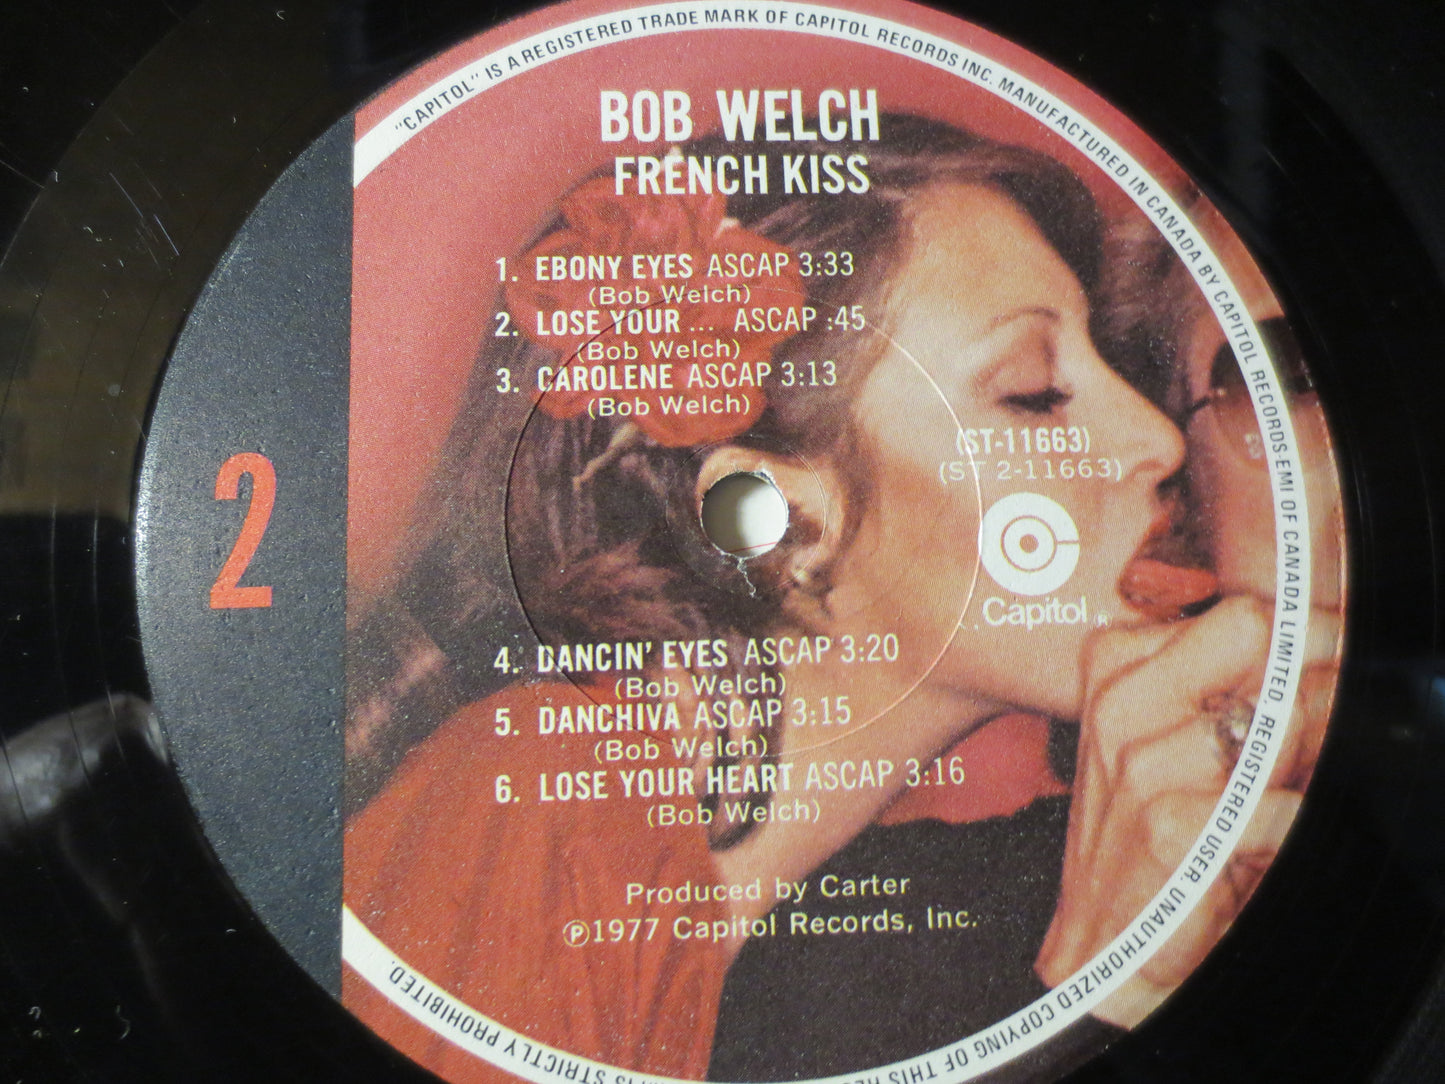 "CAPITOL" IS A REGISTERED TRADE MARK OF CAPITOL RECORDS INC. MANUFACTURED IN CANADA BY CAPITOL RECORDS-EMI OF CANADA LIMITED. REGISTERED USER. UNAUTHORIZED COPYING OF THIS IS STRICTLY PROHIBITED.
BOB WELCH
FRENCH KISS
1. EBONY EYES ASCAP 3:33
(Bob Welch)
2. LOSE YOUR ... ASCAP :45
(Bob Welch)
3. CAROLENE ASCAP 3:13
(Bob Welch)
(ST-11663)
(ST 2-11663)
2
Capitol ®
4. DANCIN' EYES ASCAP 3:20
(Bob Welch)
5. DANCHIVA ASCAP 3:15
(Bob Welch)
6. LOSE YOUR HEART ASCAP 3:16
(Bob Welch)
Produced by Carter
Ⓟ1977 Capitol Records, Inc.